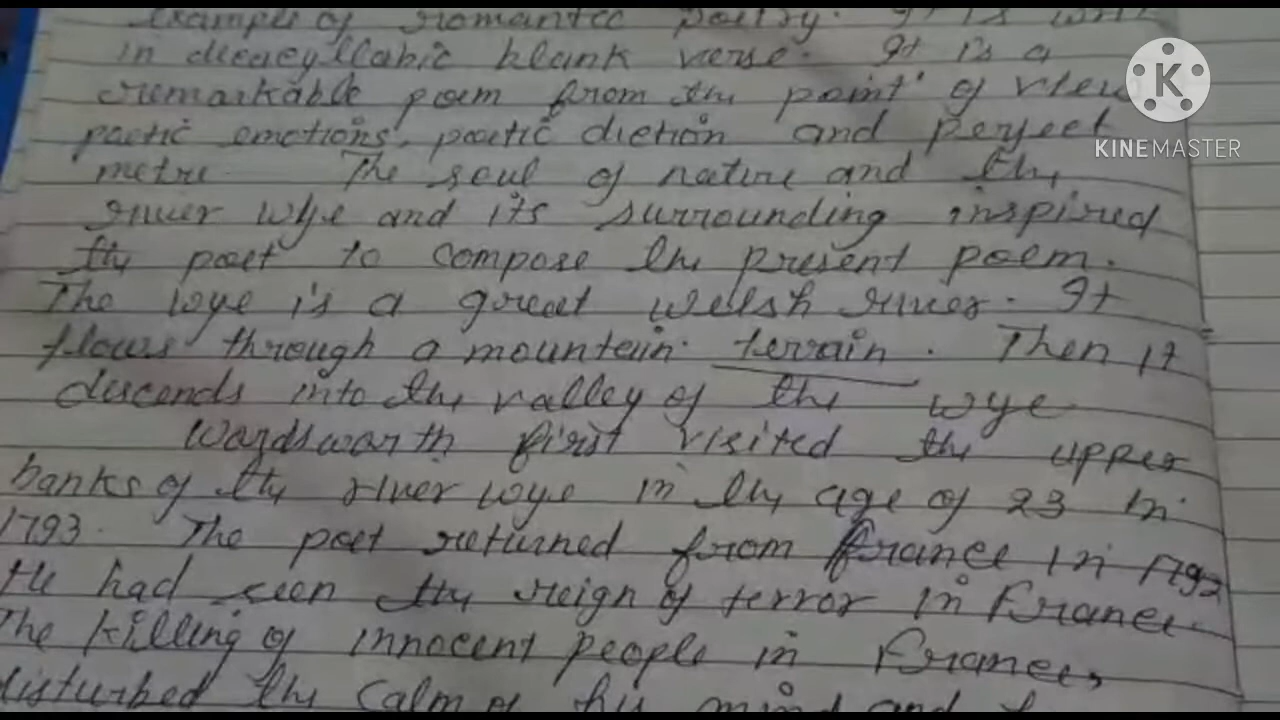 example of romantic poetry. It is writ
in decasyllabic blank verse. It is a
remarkable poem from the point of view
poetic emotions, poetic diction and perfect
metre The soul of nature and the
river wye and its surrounding inspired
the poet to compose the present poem.
The wye is a great welsh river. It
flows through a mountain terrain. Then it
descends into the valley of the wye
Wordsworth first visited the upper
banks of the river wye in the age of 23 in
1793. The poet returned from france in 1792
He had seen the reign of terror in France.
The killing of innocent people in France,
disturbed the calm of his mind and
K
KINEMASTER